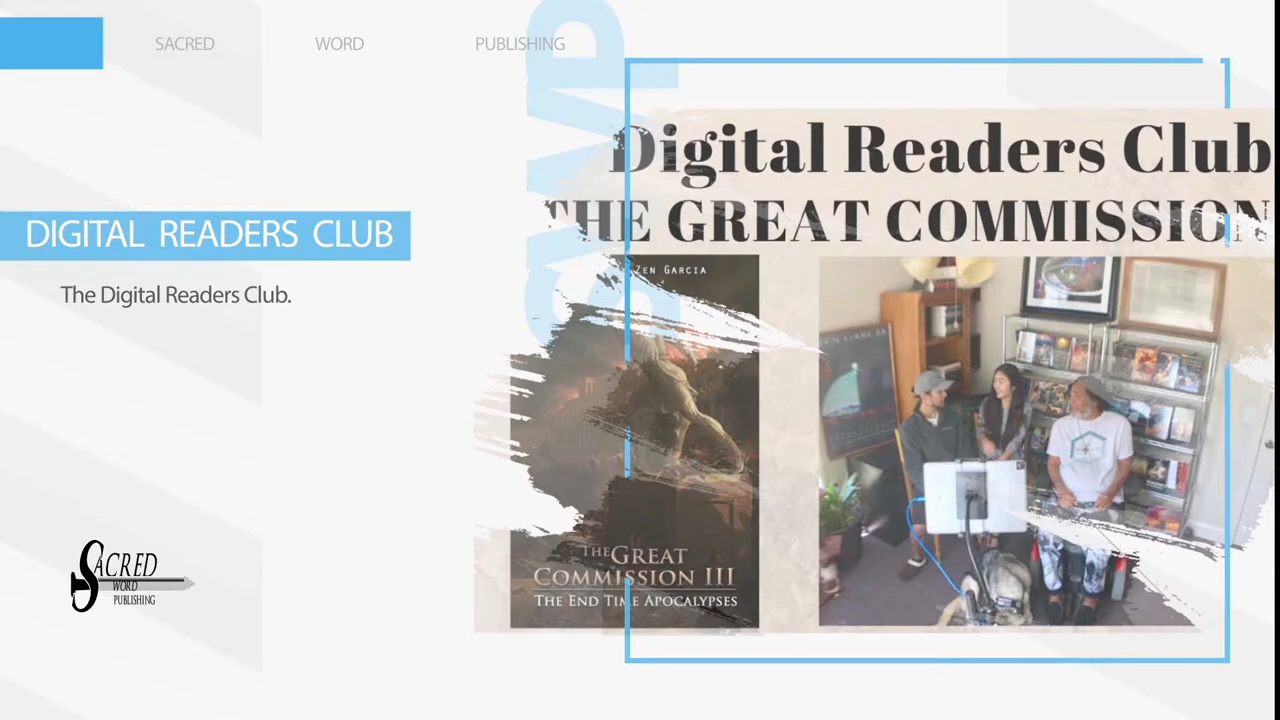 SACRED WORD PUBLISHING
SWP
Digital Readers Club
THE GREAT COMMISSION
DIGITAL READERS CLUB
The Digital Readers Club.
ZEN GARCIA
THE GREAT
COMMISSION III
THE END TIME APOCALYPSES
SACRED
WORD
PUBLISHING